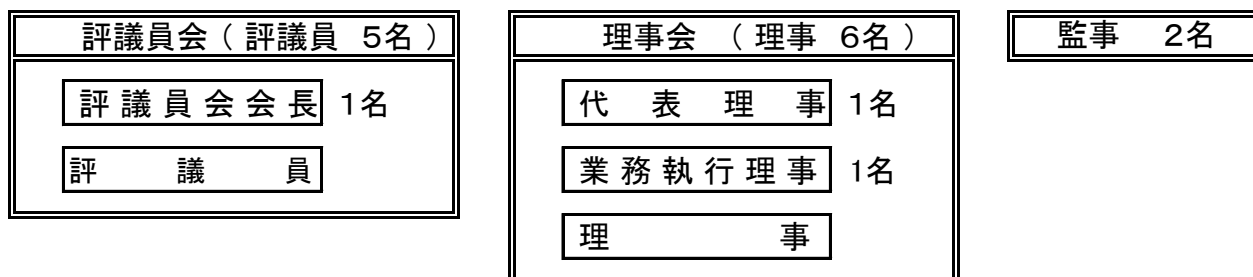 評議員会（評議員 5名）
評議員会会長 1名
評議員
理事会 （理事 6名）
代表理事 1名
業務執行理事 1名
理事
監事 2名